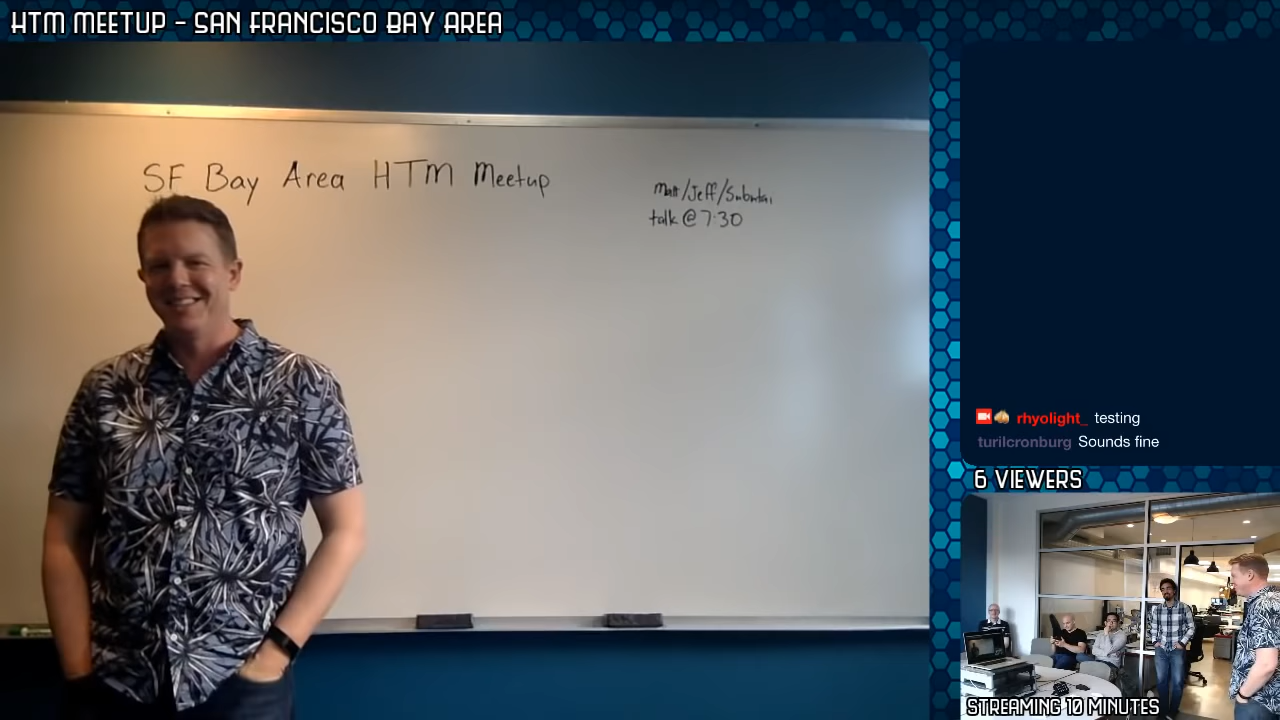 HTM MEETUP - SAN FRANCISCO BAY AREA
SF Bay Area HTM Meetup
Matt/Jeff/Subutai
talk @ 7:30
rhyolight_ testing
turilcronburg Sounds fine
6 VIEWERS
STREAMING 10 MINUTES